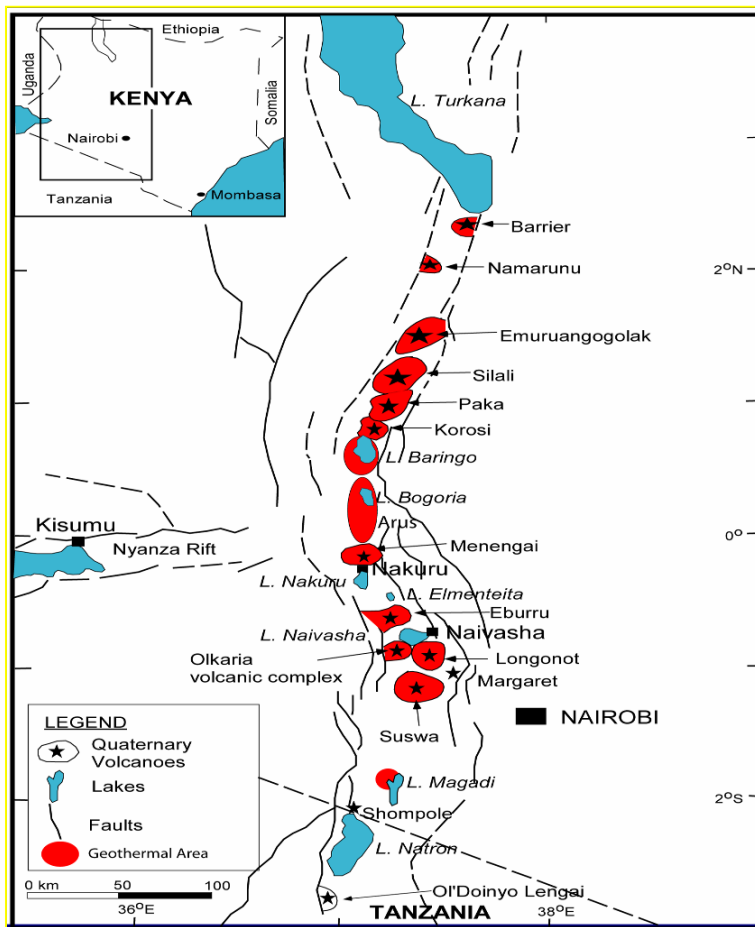 Ethiopia
Uganda
KENYA
Somalia
Nairobi
Tanzania
Mombasa
L. Turkana
Barrier
Namarunu
2°N
Emuruangogolak
Silali
Paka
Korosi
L. Baringo
L. Bogoria
Arus
Kisumu
0°
Nyanza Rift
Menengai
Nakuru
L. Nakuru
L. Elmenteita
Eburru
L. Naivasha
Naivasha
Olkaria
volcanic complex
Longonot
Margaret
NAIROBI
Suswa
LEGEND
Quaternary
Volcanoes
Lakes
Faults
Geothermal Area
L. Magadi
2°S
Shompole
L. Natron
0 km 50 100
Ol'Doinyo Lengai
36°E
TANZANIA
38°E